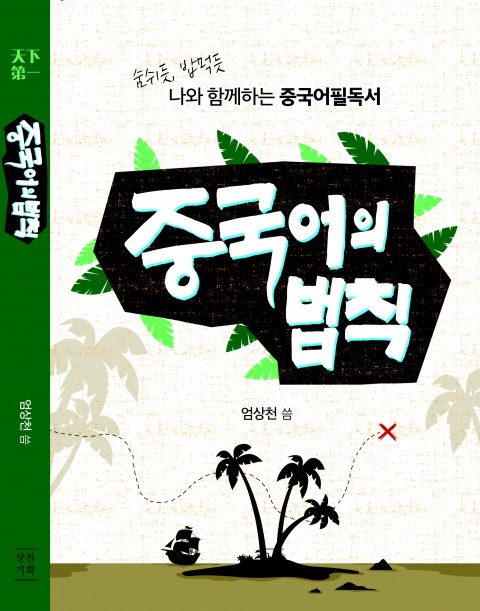 天下
第一
중국어의 법칙
엄상천 씀
상천
기획
숨쉬듯, 밥먹듯
나와 함께하는 중국어필독서
중국어의
법칙
엄상천 씀